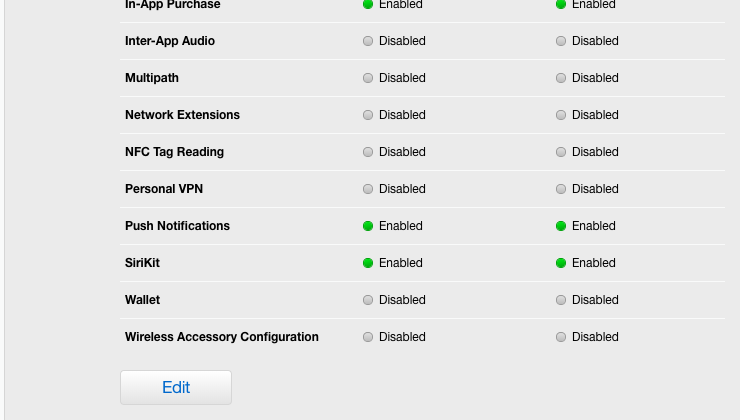 In-App Purchase Enabled Enabled
Inter-App Audio Disabled Disabled
Multipath Disabled Disabled
Network Extensions Disabled Disabled
NFC Tag Reading Disabled Disabled
Personal VPN Disabled Disabled
Push Notifications Enabled Enabled
SiriKit Enabled Enabled
Wallet Disabled Disabled
Wireless Accessory Configuration Disabled Disabled
Edit